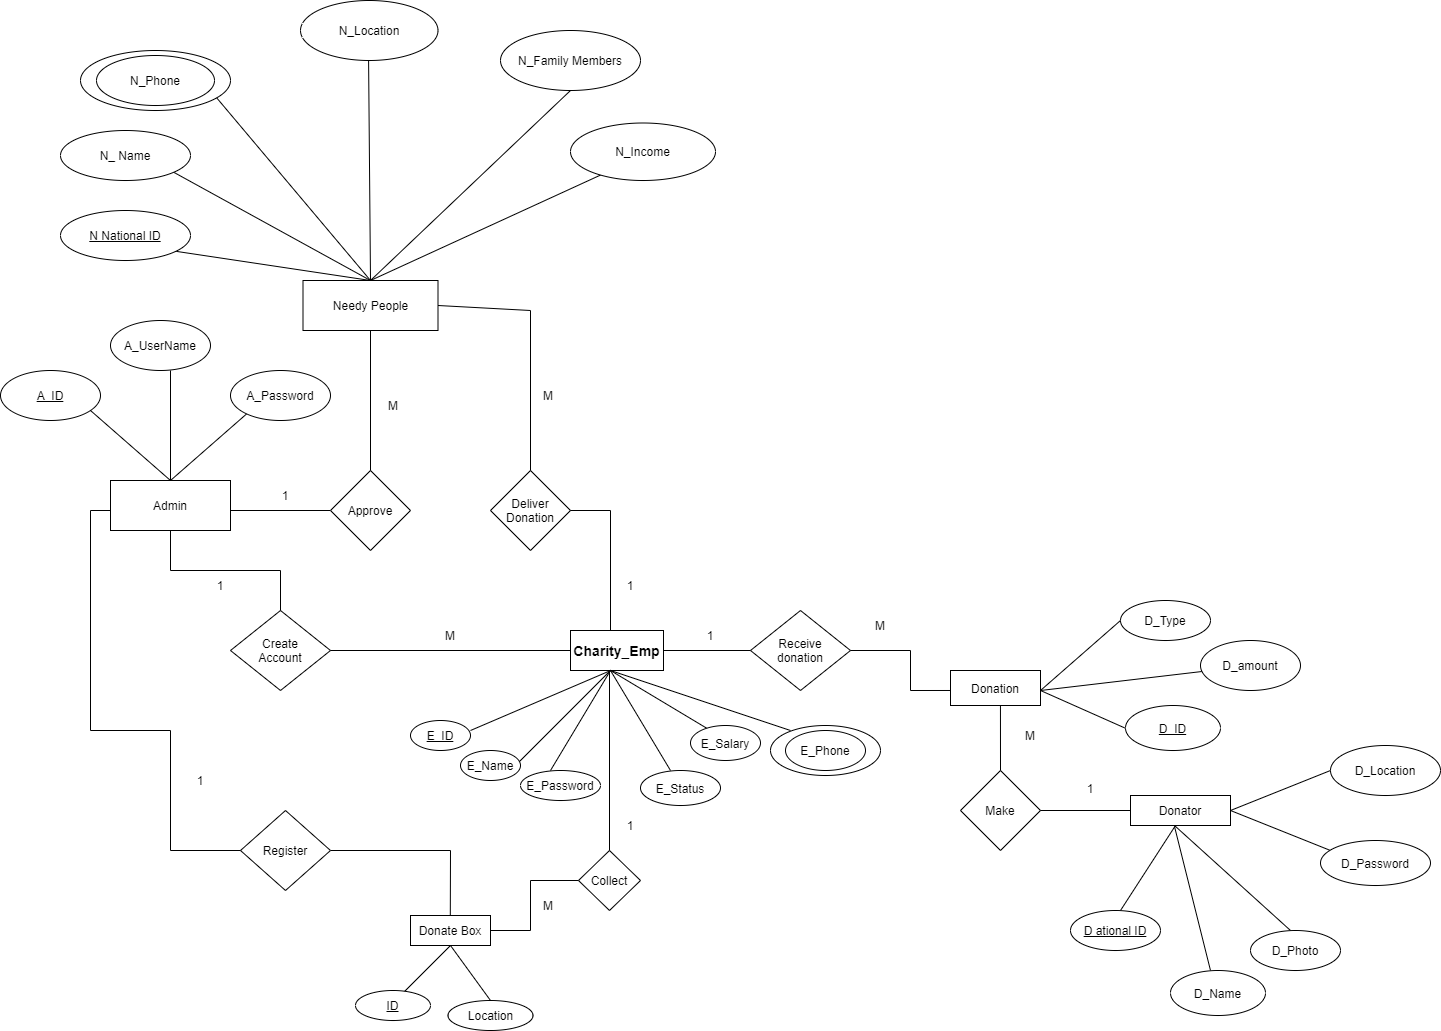 N_Location
N_Family Members
N_Phone
N_ Name
N_Income
N National ID
Needy People
A_UserName
A_ID
A_Password
M
M
Admin
1
Approve
Deliver
Donation
1
1
Create
Account
M
Charity_Emp
1
Receive
donation
M
D_Type
D_amount
Donation
D_ID
E_ID
E_Name
E_Password
E_Status
E_Salary
E_Phone
M
D_Location
1
Make
1
Donator
D_Password
1
Register
Collect
M
Donate Box
D ational ID
D_Photo
D_Name
ID
Location